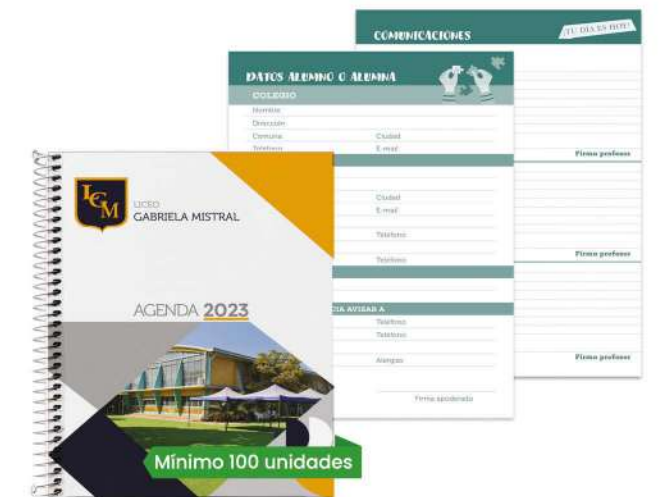 COMUNICACIONES
¡TU DÍA ES HOY!
DATOS ALUMNO O ALUMNA
COLEGIO
Nombre
Dirección
Comuna Ciudad
Teléfono E-mail
Ciudad
E-mail
Teléfono
Teléfono
CIA AVISAR A
Teléfono
Teléfono
Alergias
Firma apoderado
Firma profesor
Firma profesor
Firma profesor
LGM
LICEO
GABRIELA MISTRAL
AGENDA 2023
Mínimo 100 unidades